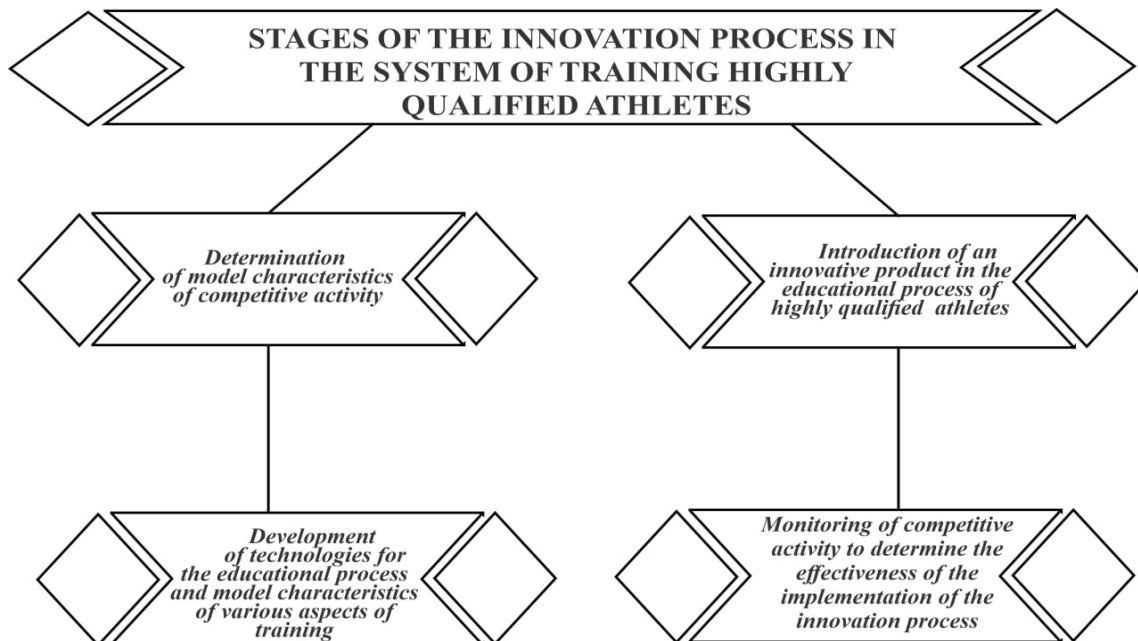 STAGES OF THE INNOVATION PROCESS IN
THE SYSTEM OF TRAINING HIGHLY
QUALIFIED ATHLETES
Determination
of model characteristics
of competitive activity
Introduction of an
innovative product in the
educational process of
highly qualified athletes
Development
of technologies for
the educational process
and model characteristics
of various aspects of
training
Monitoring of competitive
activity to determine the
effectiveness of the
implementation of the
innovation process